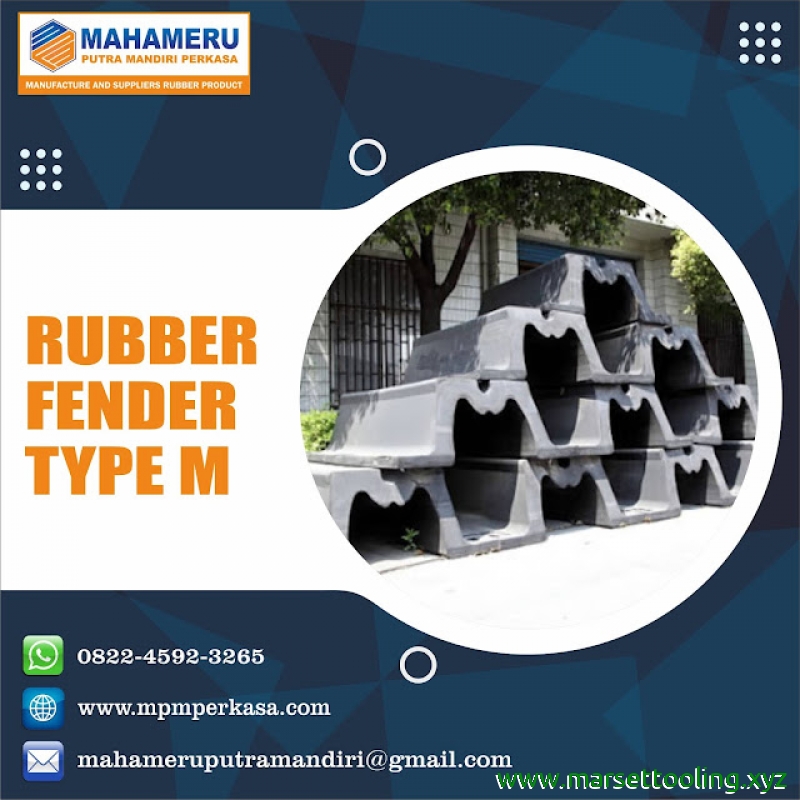 MAHAMERU
PUTRA MANDIRI PERKASA
MANUFACTURE AND SUPPLIERS RUBBER PRODUCT
RUBBER
FENDER
TYPE M
0822-4592-3265
www.mpmperkasa.com
mahameruputramandiri@gmail.com
www.marsettooling.xyz